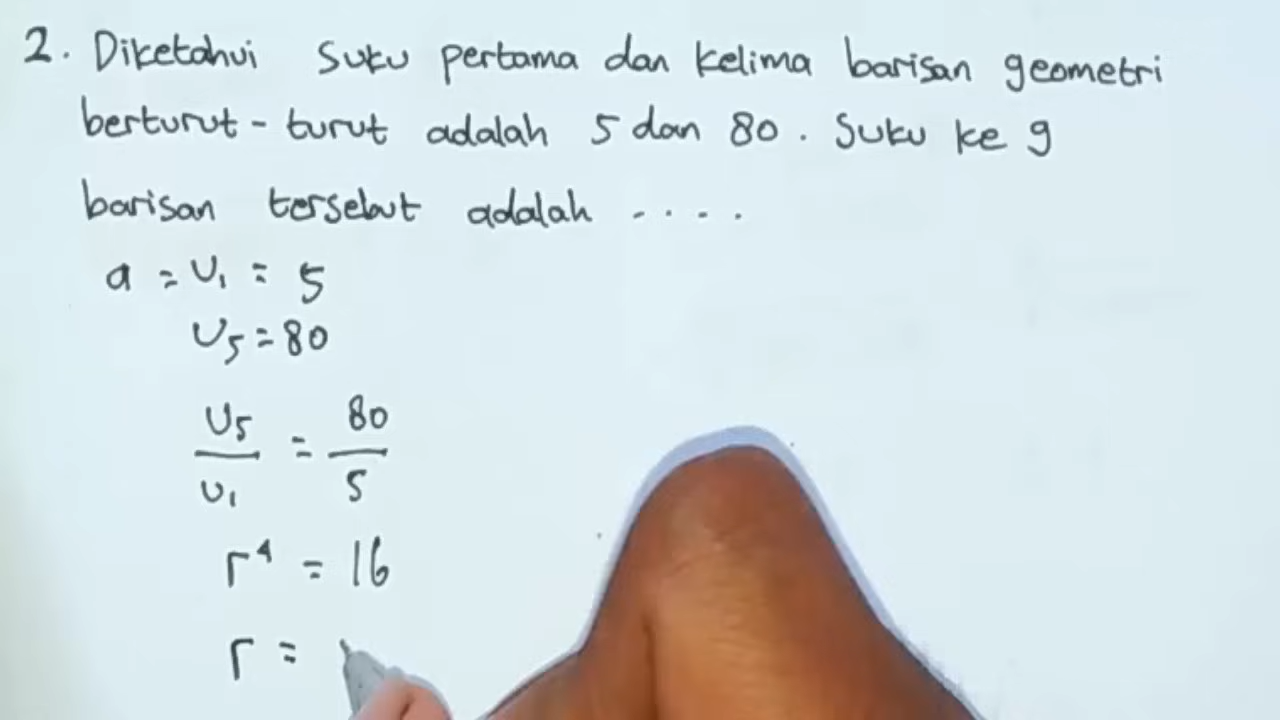 2. Diketahui suku pertama dan kelima barisan geometri
berturut-turut adalah 5 dan 80. Suku ke 9
barisan tersebut adalah ....
a = U₁ = 5
U₅ = 80
U₅/U₁ = 80/5
r⁴ = 16
r =